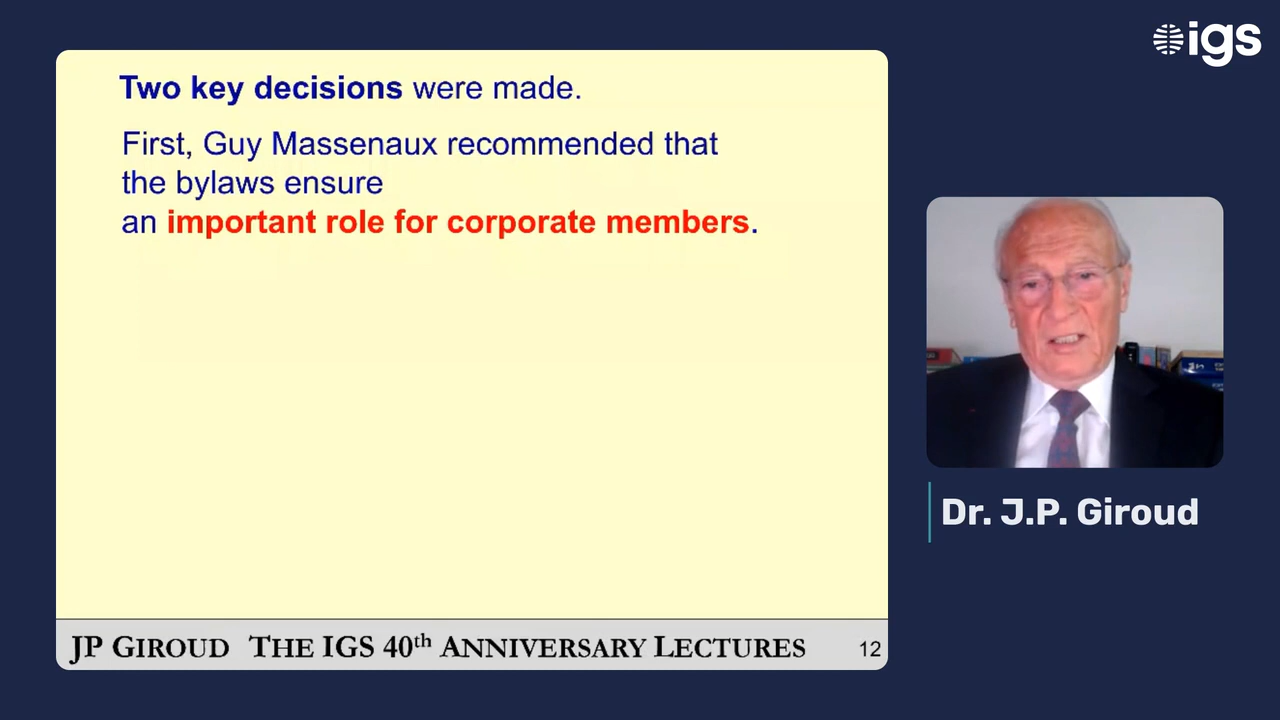 igs
Two key decisions were made.
First, Guy Massenaux recommended that
the bylaws ensure
an important role for corporate members.
Dr. J.P. Giroud
JP GIROUD THE IGS 40th ANNIVERSARY LECTURES 12